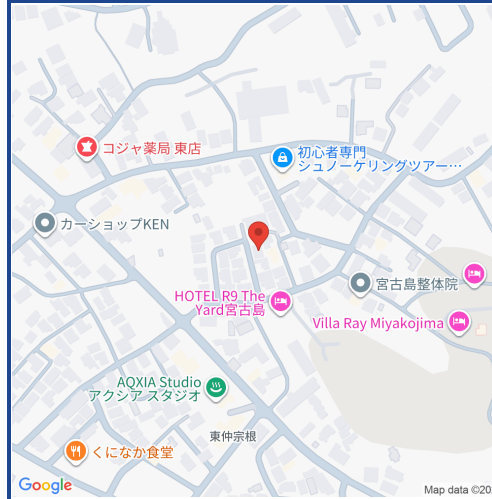 コジャ薬局 東店
初心者専門
シュノーケリングツアー…
カーショップKEN
宮古島整体院
HOTEL R9 The
Yard宮古島
Villa Ray Miyakojima
AQXIA Studio
アクシア スタジオ
東仲宗根
くになか食堂
Google
Map data ©20